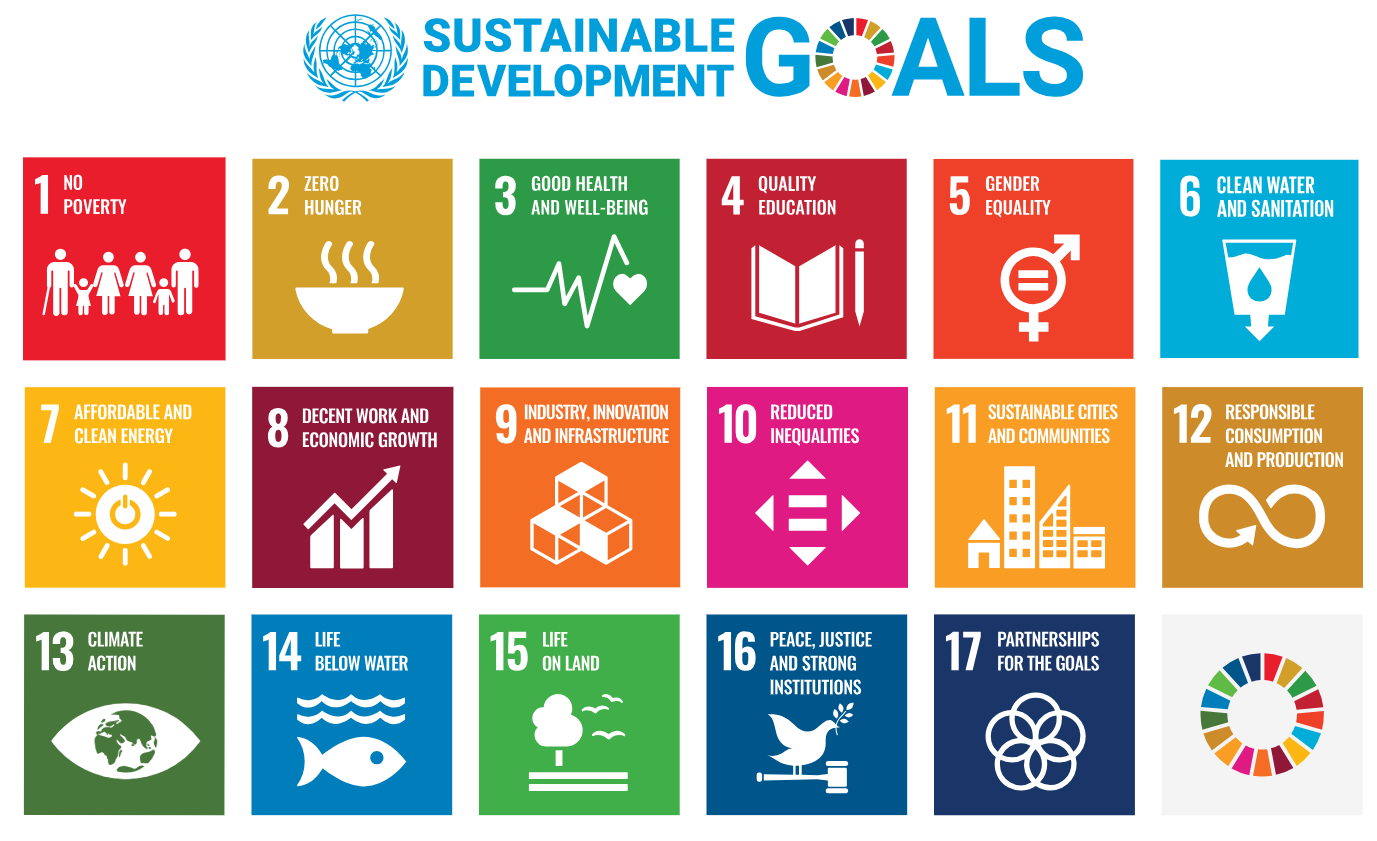 SUSTAINABLE
DEVELOPMENT
GOALS
1 NO
POVERTY
2 ZERO
HUNGER
3 GOOD HEALTH
AND WELL-BEING
4 QUALITY
EDUCATION
5 GENDER
EQUALITY
6 CLEAN WATER
AND SANITATION
7 AFFORDABLE AND
CLEAN ENERGY
8 DECENT WORK AND
ECONOMIC GROWTH
9 INDUSTRY, INNOVATION
AND INFRASTRUCTURE
10 REDUCED
INEQUALITIES
11 SUSTAINABLE CITIES
AND COMMUNITIES
12 RESPONSIBLE
CONSUMPTION
AND PRODUCTION
13 CLIMATE
ACTION
14 LIFE
BELOW WATER
15 LIFE
ON LAND
16 PEACE, JUSTICE
AND STRONG
INSTITUTIONS
17 PARTNERSHIPS
FOR THE GOALS